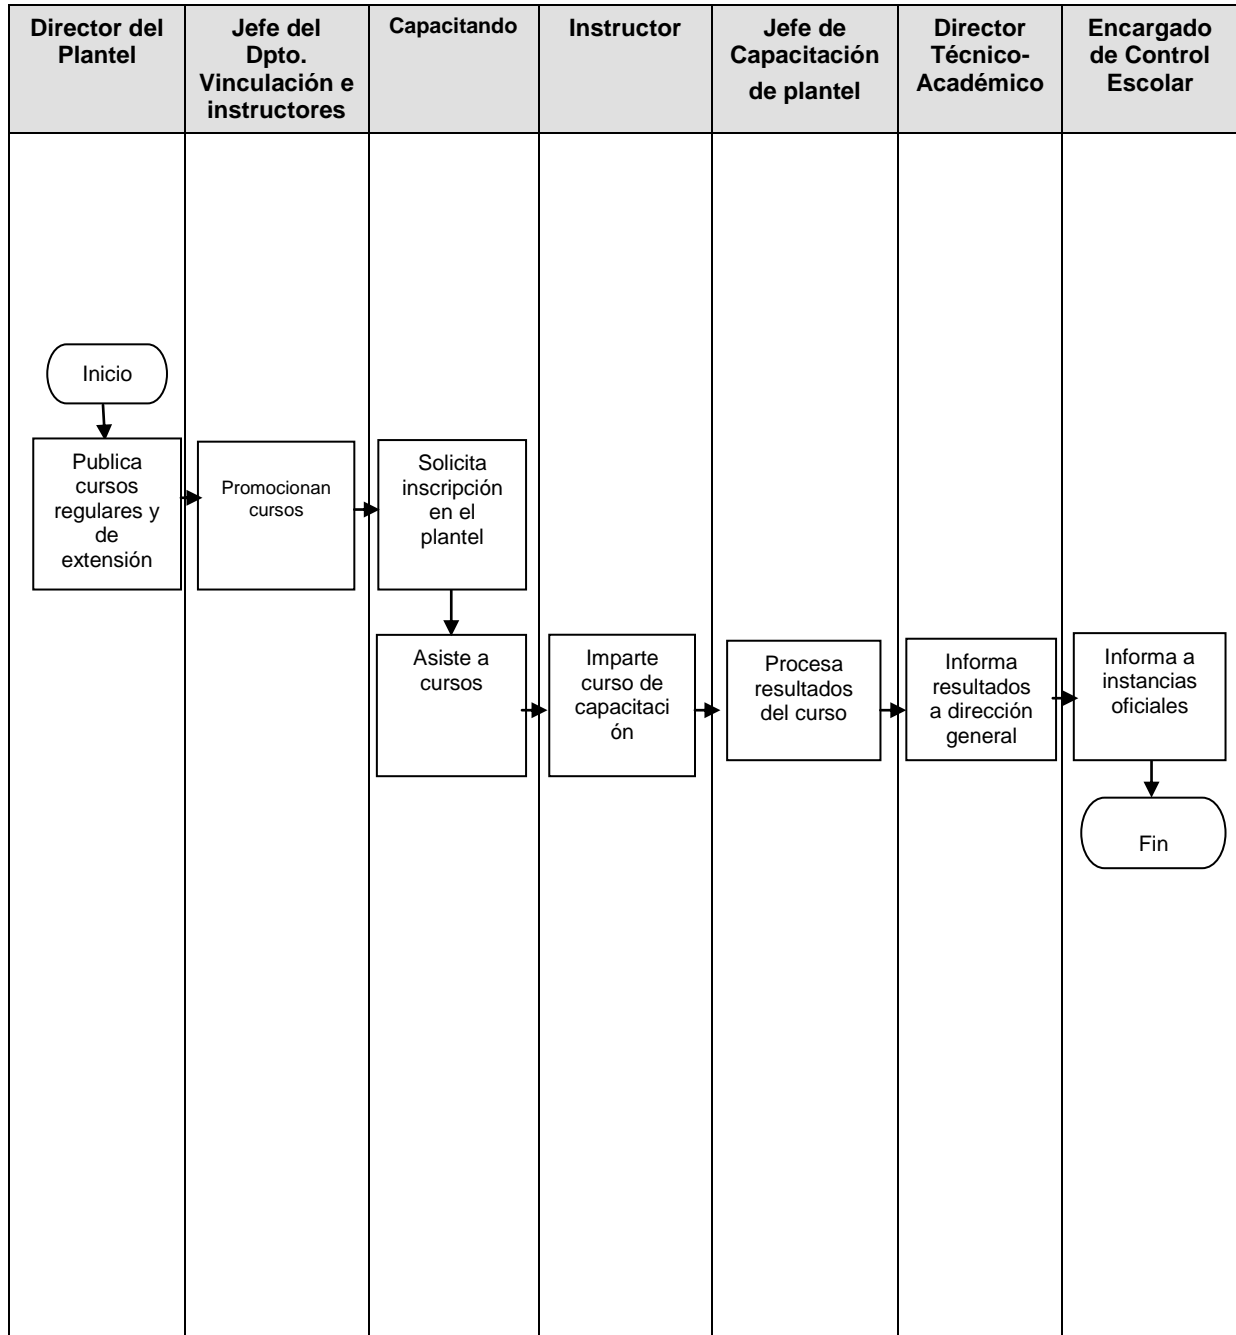 Director del
Plantel
Jefe del
Dpto.
Vinculación e
instructores
Capacitando
Instructor
Jefe de
Capacitación
de plantel
Director
Técnico-
Académico
Encargado
de Control
Escolar
Inicio
Publica
cursos
regulares y
de
extensión
Promocionan
cursos
Solicita
inscripción
en el
plantel
Asiste a
cursos
Imparte
curso de
capacitaci
ón
Procesa
resultados
del curso
Informa
resultados
a dirección
general
Informa a
instancias
oficiales
Fin